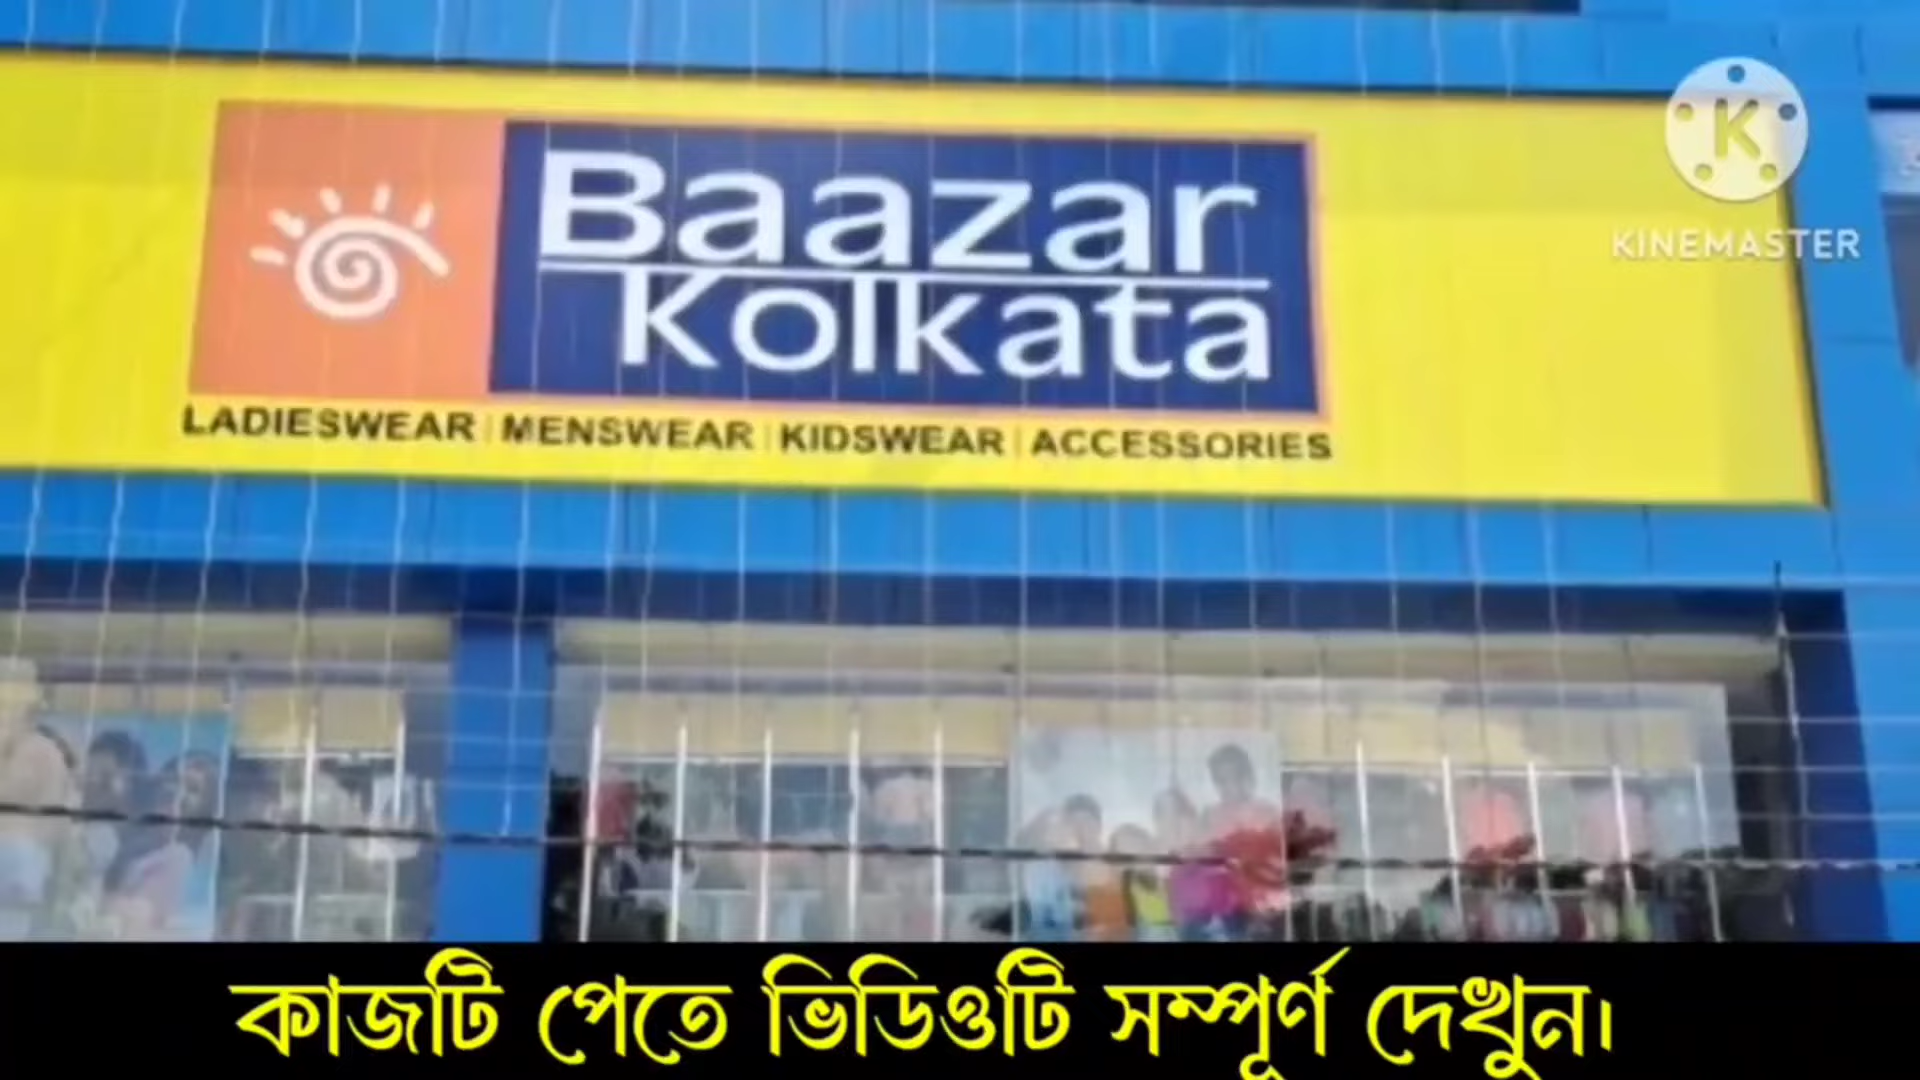 Baazar
Kolkata
LADIESWEAR | MENSWEAR | KIDSWEAR | ACCESSORIES
K
KINEMASTER
কাজটি পেতে ভিডিওটি সম্পূর্ণ দেখুন।